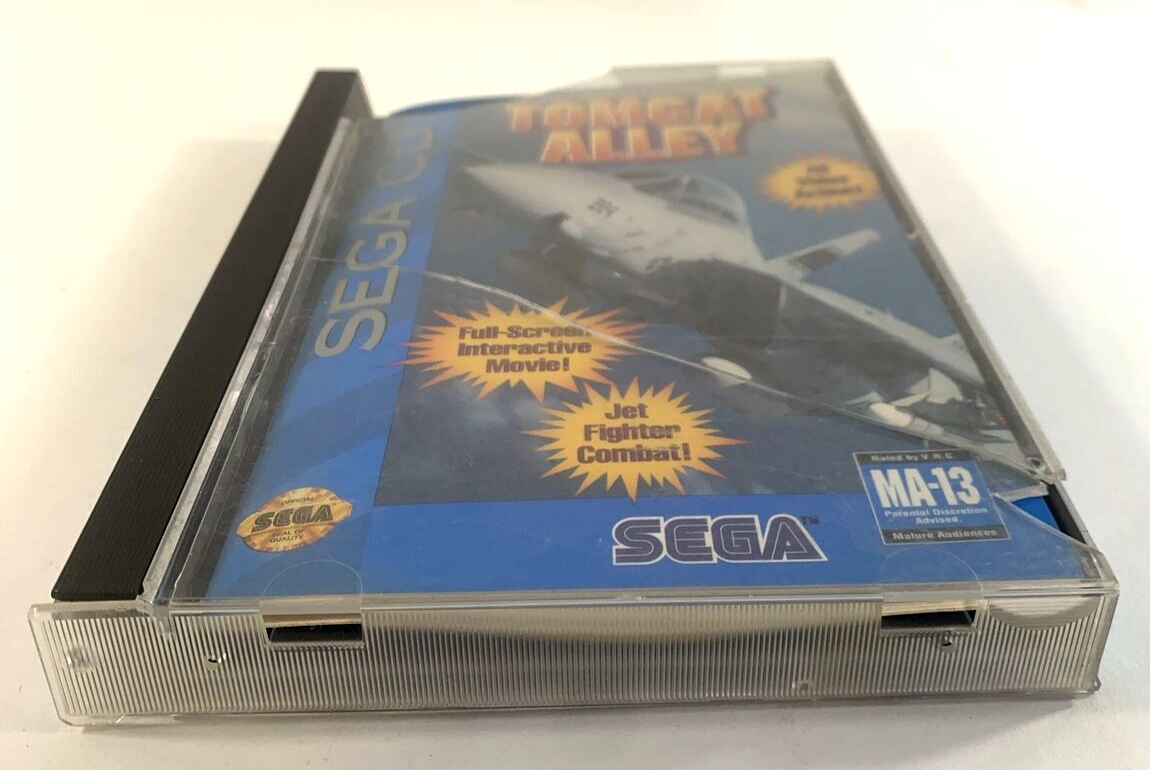 TOMCAT
ALLEY
SEGA CD
Full-Screen
Interactive
Movie!
Jet
Fighter
Combat!
Rated by V.R.C
MA-13
Parental Discretion
Advised.
Mature Audiences
OFFICIAL
SEGA
SEAL OF
QUALITY
SEGA™